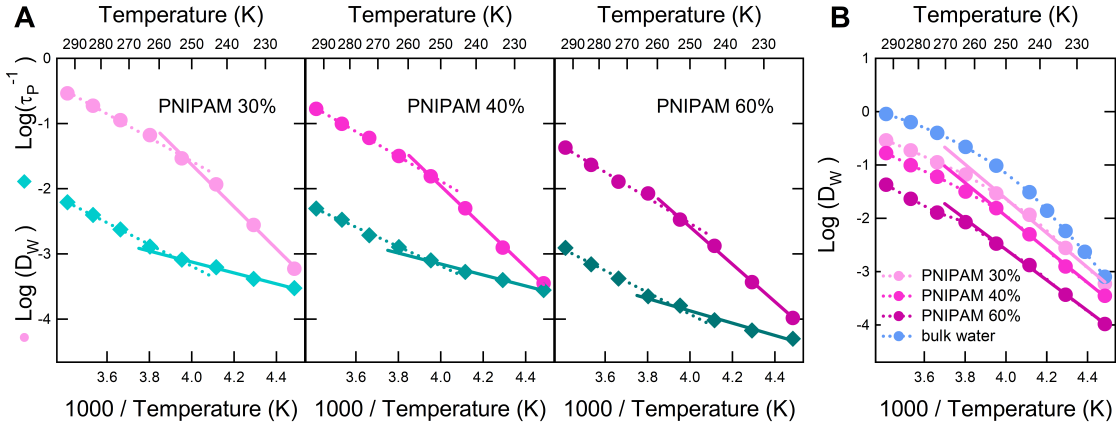 A
Temperature (K)
Temperature (K)
Temperature (K)
290 280 270 260 250 240 230
290 280 270 260 250 240 230
290 280 270 260 250 240 230
0
-1
-2
-3
-4
Log(τP-1)
Log (DW)
PNIPAM 30%
PNIPAM 40%
PNIPAM 60%
3.6 3.8 4.0 4.2 4.4
3.6 3.8 4.0 4.2 4.4
3.6 3.8 4.0 4.2 4.4
1000 / Temperature (K)
1000 / Temperature (K)
1000 / Temperature (K)
B
Temperature (K)
290 280 270 260 250 240 230
1
0
-1
-2
-3
-4
Log (DW)
PNIPAM 30%
PNIPAM 40%
PNIPAM 60%
bulk water
3.6 3.8 4.0 4.2 4.4
1000 / Temperature (K)